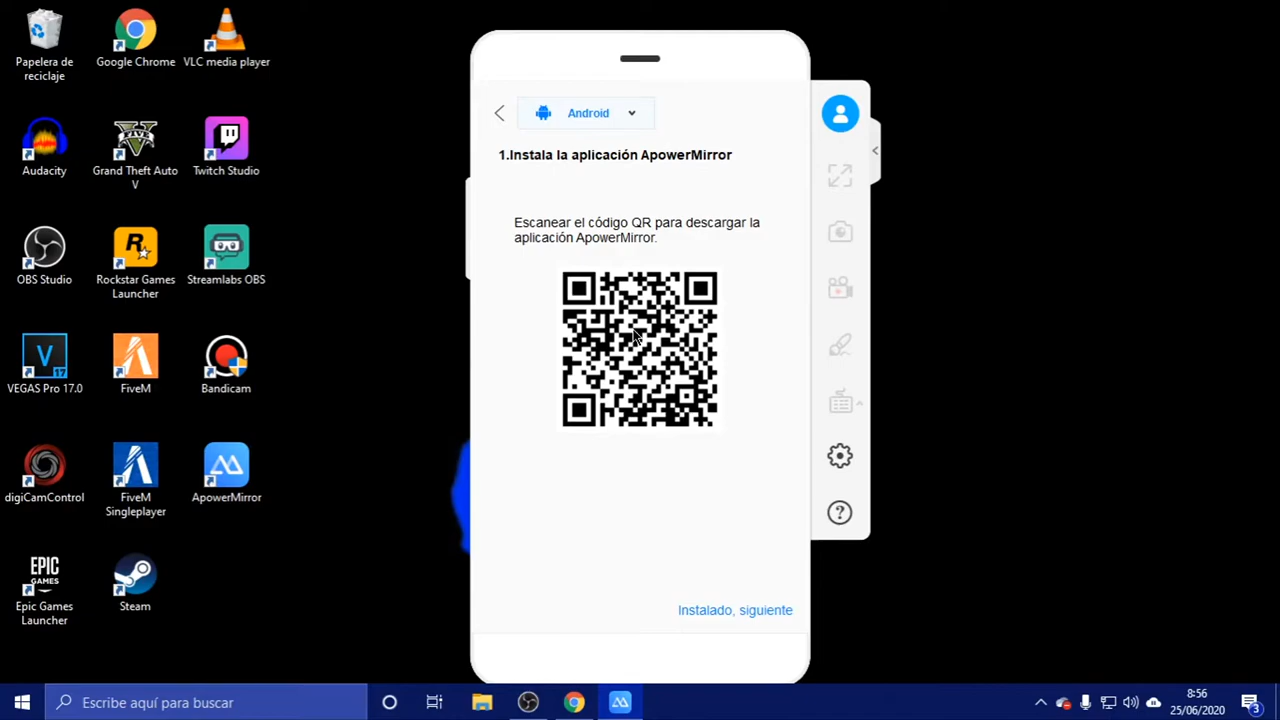 Papelera de
reciclaje
Google Chrome
VLC media player
Audacity
Grand Theft Auto
V
Twitch Studio
OBS Studio
Rockstar Games
Launcher
Streamlabs OBS
VEGAS Pro 17.0
FiveM
Bandicam
digiCamControl
FiveM
Singleplayer
ApowerMirror
EPIC
GAMES
Epic Games
Launcher
Steam
Android
1.Instala la aplicación ApowerMirror
Escanear el código QR para descargar la
aplicación ApowerMirror.
Instalado, siguiente
Escribe aquí para buscar
8:56
25/06/2020
3